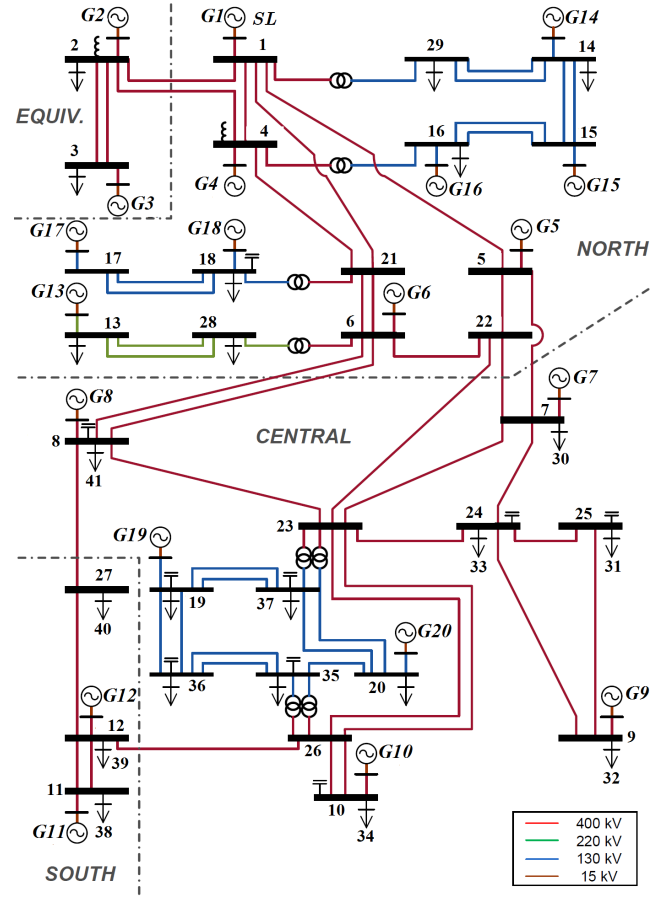 G2
G1 SL
G14
2
1
29
14
EQUIV.
4
16
15
3
G4
G16
G15
G3
G17
G18
G5
NORTH
17
18
21
5
G13
G6
13
28
6
22
G8
G7
CENTRAL
7
8
41
30
23
24
25
G19
33
31
27
19
37
G20
40
36
35
20
G12
G9
12
26
G10
9
39
32
11
10
G11
38
34
SOUTH
400 kV
220 kV
130 kV
15 kV